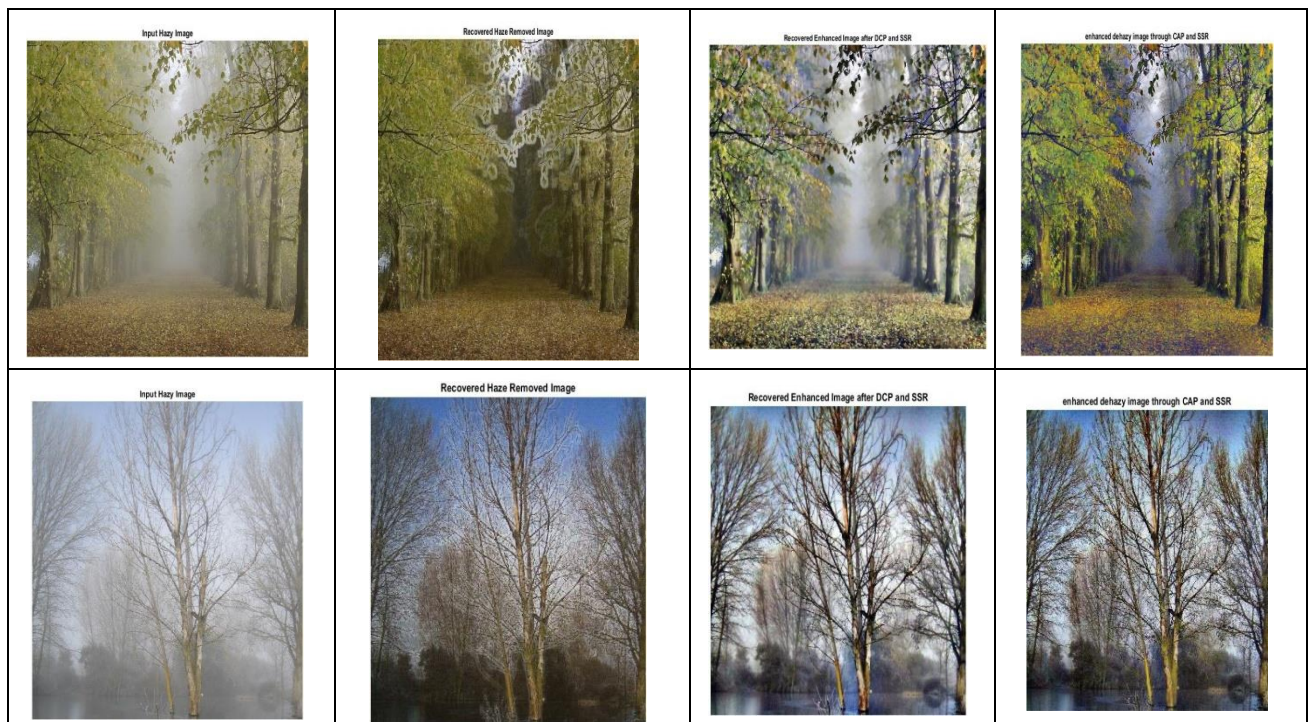 Input Hazy Image
Recovered Haze Removed Image
Recovered Enhanced Image after DCP and SSR
enhanced dehazy image through CAP and SSR
Input Hazy Image
Recovered Haze Removed Image
Recovered Enhanced Image after DCP and SSR
enhanced dehazy image through CAP and SSR